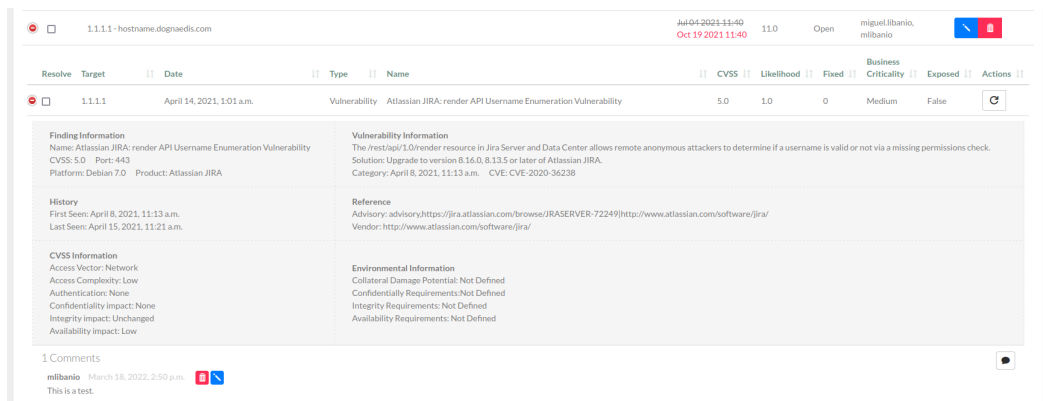 Jul 04 2021 11:40
1.1.1.1 - hostname.dognaedis.com
Oct 19 2021 11:40
11.0
Open
miguel.libanio,
mlibanio
Resolve Target Date Type Name CVSS Likelihood Fixed Business Criticality Exposed Actions
1.1.1.1 April 14, 2021, 1:01 a.m. Vulnerability Atlassian JIRA: render API Username Enumeration Vulnerability 5.0 1.0 0 Medium False
Finding Information
Name: Atlassian JIRA: render API Username Enumeration Vulnerability
CVSS: 5.0 Port: 443
Platform: Debian 7.0 Product: Atlassian JIRA
Vulnerability Information
The /rest/api/1.0/render resource in Jira Server and Data Center allows remote anonymous attackers to determine if a username is valid or not via a missing permissions check.
Solution: Upgrade to version 8.16.0, 8.13.5 or later of Atlassian JIRA.
Category: April 8, 2021, 11:13 a.m. CVE: CVE-2020-36238
History
First Seen: April 8, 2021, 11:13 a.m.
Last Seen: April 15, 2021, 11:21 a.m.
Reference
Advisory: advisory,https://jira.atlassian.com/browse/JRASERVER-72249|http://www.atlassian.com/software/jira/
Vendor: http://www.atlassian.com/software/jira/
CVSS Information
Access Vector: Network
Access Complexity: Low
Authentication: None
Confidentiality impact: None
Integrity impact: Unchanged
Availability impact: Low
Environmental Information
Collateral Damage Potential: Not Defined
Confidentially Requirements:Not Defined
Integrity Requirements: Not Defined
Availability Requirements: Not Defined
1 Comments
mlibanio March 18, 2022, 2:50 p.m.
This is a test.